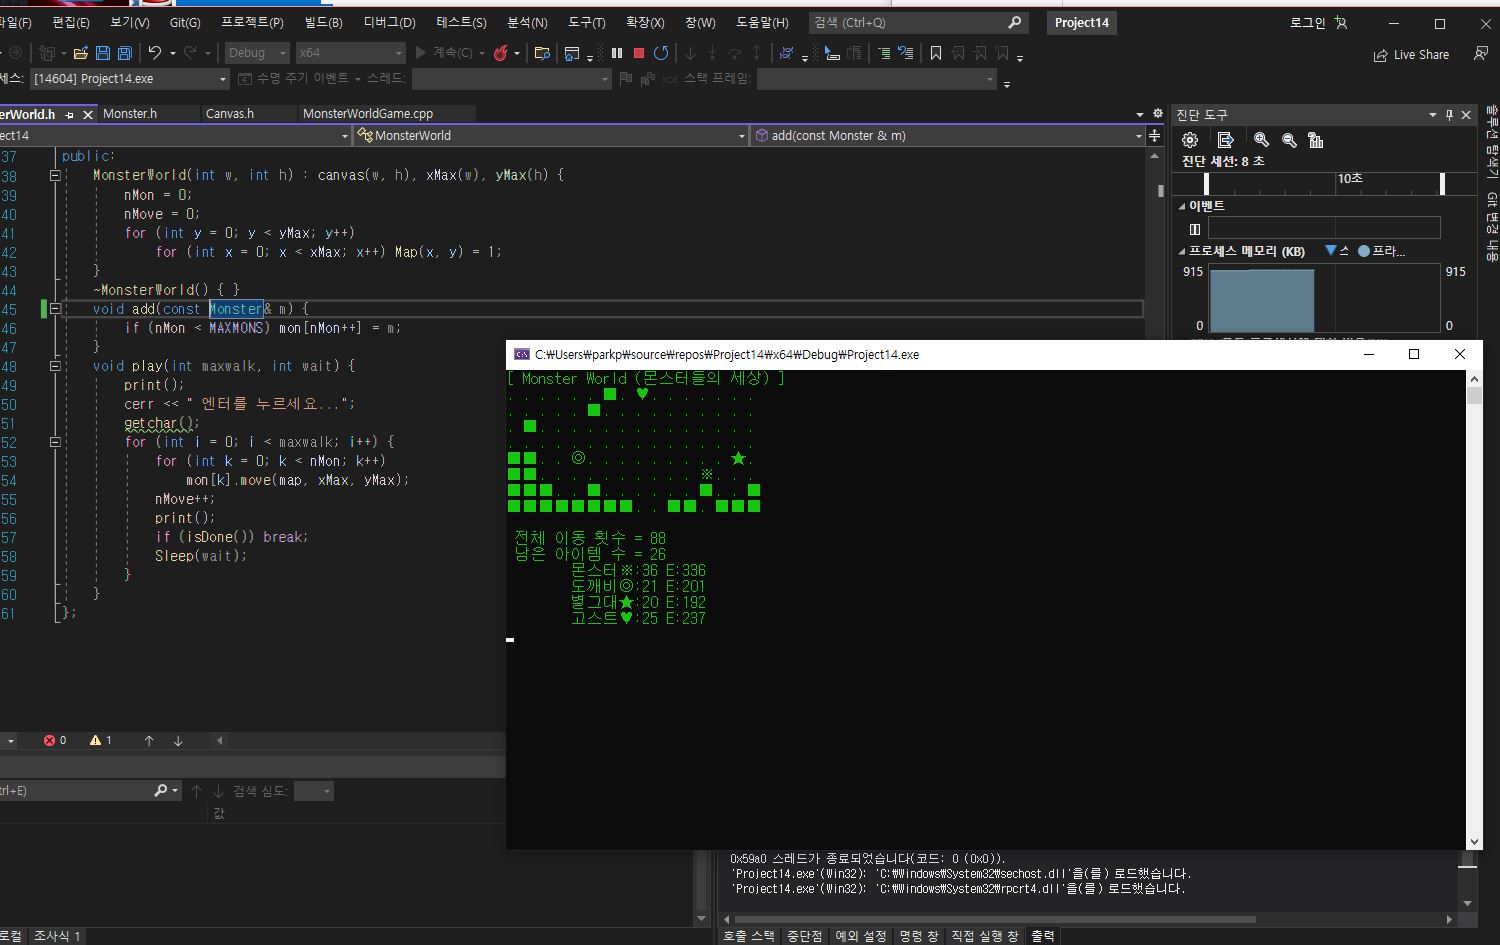 파일(F) 편집(E) 보기(V) Git(G) 프로젝트(P) 빌드(B) 디버그(D) 테스트(S) 분석(N) 도구(T) 확장(X) 창(W) 도움말(H) 검색 (Ctrl+Q) Project14 로그인
Debug x64 계속(C) Live Share
세스: [14604] Project14.exe 수명 주기 이벤트 스레드: 스택 프레임:
erWorld.h Monster.h Canvas.h MonsterWorldGame.cpp
ect14 MonsterWorld add(const Monster & m)
37 public:
38 MonsterWorld(int w, int h) : canvas(w, h), xMax(w), yMax(h) {
39 nMon = 0;
40 nMove = 0;
41 for (int y = 0; y < yMax; y++)
42 for (int x = 0; x < xMax; x++) Map(x, y) = 1;
43 }
44 ~MonsterWorld() { }
45 void add(const Monster& m) {
46 if (nMon < MAXMONS) mon[nMon++] = m;
47 }
48 void play(int maxwalk, int wait) {
49 print();
50 cerr << " 엔터를 누르세요...";
51 getchar();
52 for (int i = 0; i < maxwalk; i++) {
53 for (int k = 0; k < nMon; k++)
54 mon[k].move(map, xMax, yMax);
55 nMove++;
56 print();
57 if (isDone()) break;
58 Sleep(wait);
59 }
60 }
61 };
진단 도구
진단 세션: 8 초
10초
이벤트
프로세스 메모리 (KB) 스 프라...
915 915
0 0
솔루션 탐색기
Git 변경 내용
C:₩Users₩parkp₩source₩repos₩Project14₩x64₩Debug₩Project14.exe
[ Monster World (몬스터들의 세상) ]
. . . . . . ■ . ♥ . . . . . . .
. . . . . ■ . . . . . . . . . .
. ■ . . . . . . . . . . . . . .
. . . . . . . . . . . . . . . .
■ ■ . . ◎ . . . . . . . . . ★ .
■ ■ . . . . . . . . . . ※ . . .
■ ■ ■ . . ■ . . . . . . ■ . . ■
■ ■ ■ ■ ■ ■ ■ ■ . . ■ ■ . ■ ■ ■
전체 이동 횟수 = 88
남은 아이템 수 = 26
몬스터※:36 E:336
도깨비◎:21 E:201
별그대★:20 E:192
고스트♥:25 E:237
0 1
trl+E) 검색 심도:
값
0x59a0 스레드가 종료되었습니다(코드: 0 (0x0)).
'Project14.exe'(Win32): 'C:₩Windows₩System32₩sechost.dll'을(를) 로드했습니다.
'Project14.exe'(Win32): 'C:₩Windows₩System32₩rpcrt4.dll'을(를) 로드했습니다.
로컬 조사식 1 호출 스택 중단점 예외 설정 명령 창 직접 실행 창 출력